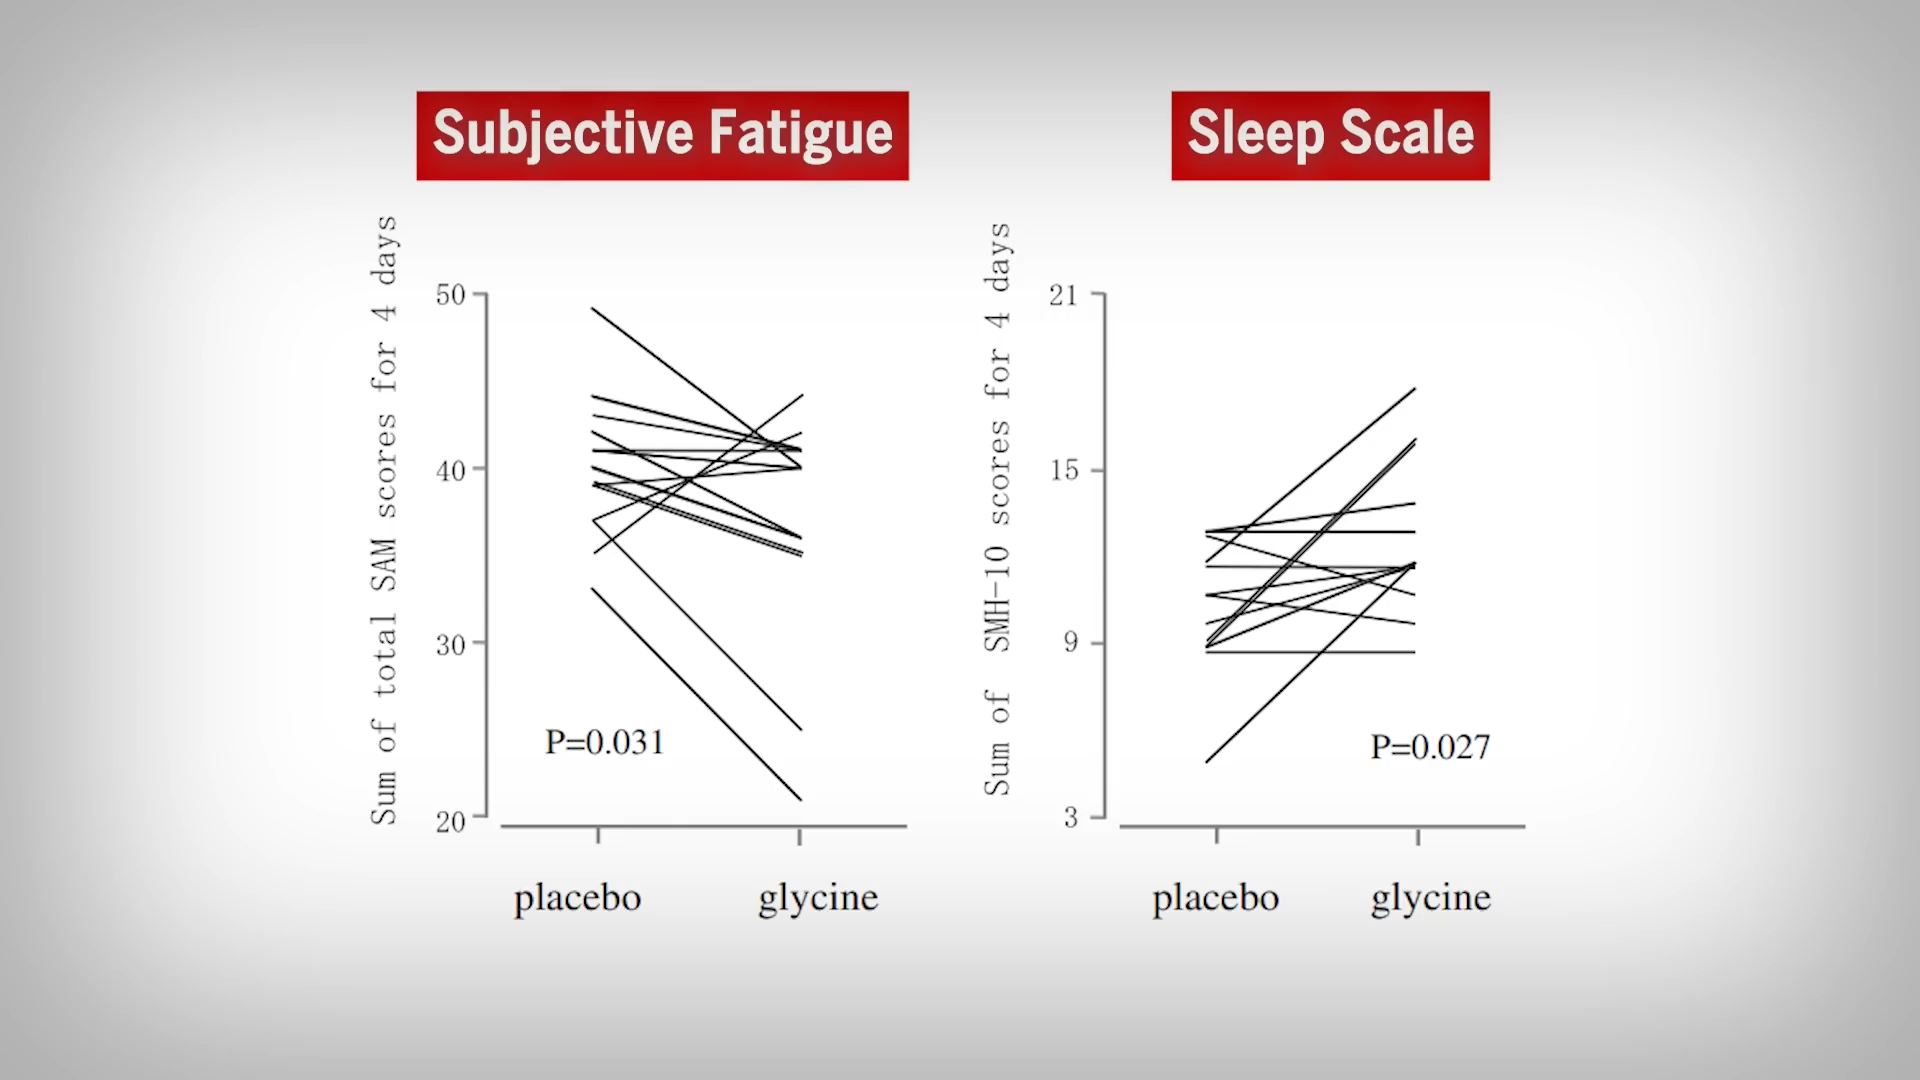 Subjective Fatigue
Sum of total SAM scores for 4 days
50
40
30
20
P=0.031
placebo glycine
Sleep Scale
Sum of SMH-10 scores for 4 days
21
15
9
3
P=0.027
placebo glycine